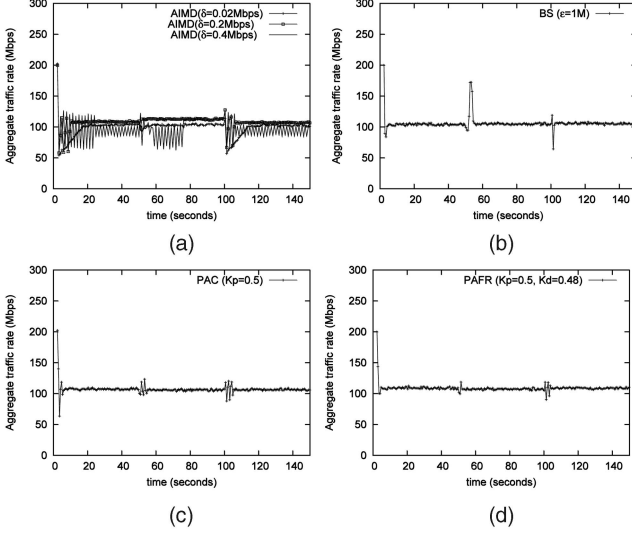 AIMD(δ=0.02Mbps)
AIMD(δ=0.2Mbps)
AIMD(δ=0.4Mbps)
Aggregate traffic rate (Mbps)
300
250
200
150
100
50
0
0 20 40 60 80 100 120 140
time (seconds)
(a)
BS (ε=1M)
Aggregate traffic rate (Mbps)
300
250
200
150
100
50
0
0 20 40 60 80 100 120 140
time (seconds)
(b)
PAC (Kp=0.5)
Aggregate traffic rate (Mbps)
300
250
200
150
100
50
0
0 20 40 60 80 100 120 140
time (seconds)
(c)
PAFR (Kp=0.5, Kd=0.48)
Aggregate traffic rate (Mbps)
300
250
200
150
100
50
0
0 20 40 60 80 100 120 140
time (seconds)
(d)